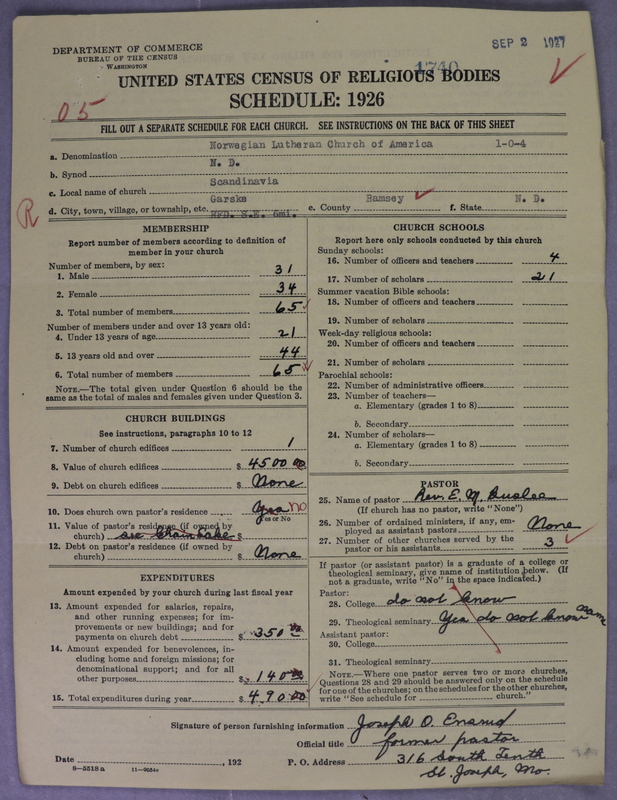 DEPARTMENT OF COMMERCE
BUREAU OF THE CENSUS
WASHINGTON
SEP 2 1927
1740
UNITED STATES CENSUS OF RELIGIOUS BODIES
SCHEDULE: 1926
05
FILL OUT A SEPARATE SCHEDULE FOR EACH CHURCH. SEE INSTRUCTIONS ON THE BACK OF THIS SHEET
a. Denomination Norwegian Lutheran Church of America 1-0-4
b. Synod N. D.
c. Local name of church Scandinavia
d. City, town, village, or township, etc. Garske e. County Ramsey f. State N. D.
RFD. S.E. 6mi.
R
MEMBERSHIP
Report number of members according to definition of
member in your church
Number of members, by sex:
1. Male 31
2. Female 34
3. Total number of members 65
Number of members under and over 13 years old:
4. Under 13 years of age 21
5. 13 years old and over 44
6. Total number of members 65
NOTE.—The total given under Question 6 should be the
same as the total of males and females given under Question 3.
CHURCH BUILDINGS
See instructions, paragraphs 10 to 12
7. Number of church edifices 1
8. Value of church edifices $ 4500 00
9. Debt on church edifices $ None
10. Does church own pastor's residence Yes no
Yes or No
11. Value of pastor's residence (if owned by
church) see $
12. Debt on pastor's residence (if owned by
church) $ None
EXPENDITURES
Amount expended by your church during last fiscal year
13. Amount expended for salaries, repairs,
and other running expenses; for im-
provements or new buildings; and for
payments on church debt $ 350 00
14. Amount expended for benevolences, in-
cluding home and foreign missions; for
denominational support; and for all
other purposes $ 140 00
15. Total expenditures during year $ 490 00
CHURCH SCHOOLS
Report here only schools conducted by this church
Sunday schools:
16. Number of officers and teachers 4
17. Number of scholars 21
Summer vacation Bible schools:
18. Number of officers and teachers
19. Number of scholars
Week-day religious schools:
20. Number of officers and teachers
21. Number of scholars
Parochial schools:
22. Number of administrative officers
23. Number of teachers—
a. Elementary (grades 1 to 8)
b. Secondary
24. Number of scholars—
a. Elementary (grades 1 to 8)
b. Secondary
PASTOR
25. Name of pastor Rev. E. M.
(If church has no pastor, write "None")
26. Number of ordained ministers, if any, em-
ployed as assistant pastors None
27. Number of other churches served by the
pastor or his assistants 3
If pastor (or assistant pastor) is a graduate of a college or
theological seminary, give name of institution below. (If
not a graduate, write "No" in the space indicated.)
Pastor:
28. College do not know
29. Theological seminary Yes do not know name
Assistant pastor:
30. College
31. Theological seminary
NOTE.—Where one pastor serves two or more churches,
Questions 28 and 29 should be answered only on the schedule
for one of the churches; on the schedules for the other churches,
write "See schedule for church."
Signature of person furnishing information Joseph O. Ensrud
Official title former pastor
Date , 192 P. O. Address 316 South Tenth
8—5518a 11—9054
St. Joseph, Mo.